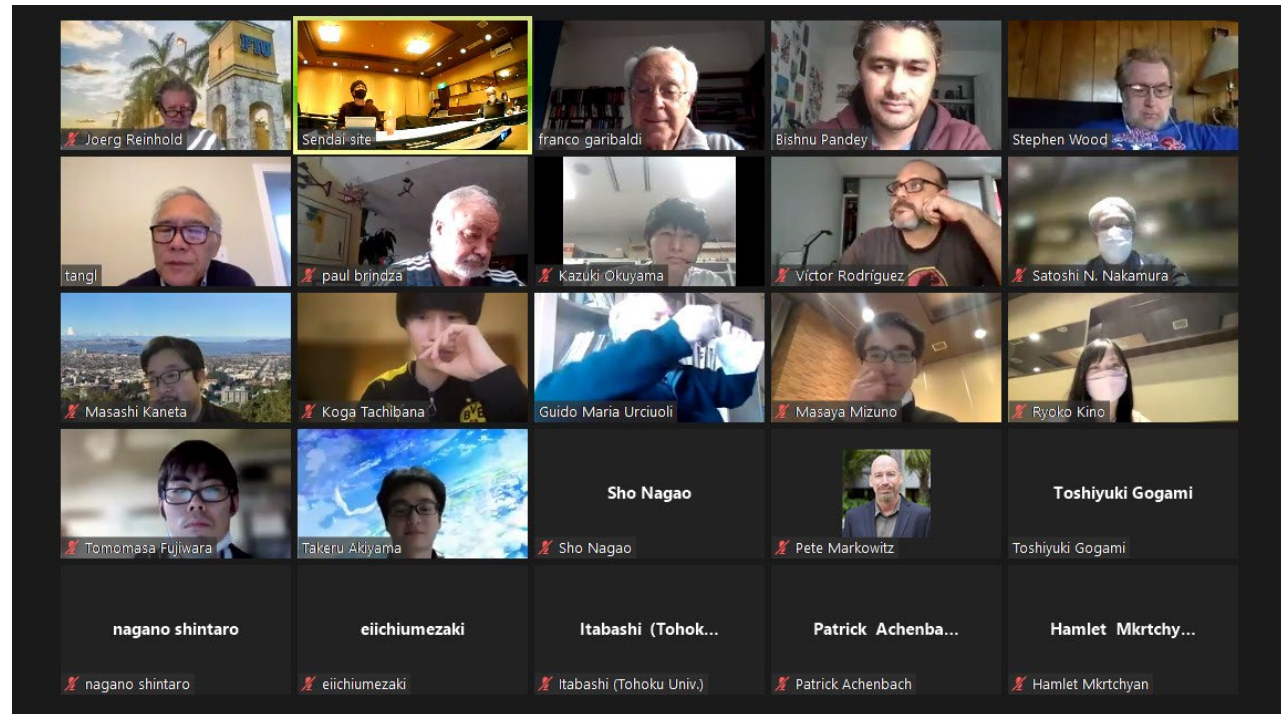 FIU
Joerg Reinhold
Sendai site
franco garibaldi
Bishnu Pandey
Stephen Wood
tangl
paul brindza
Kazuki Okuyama
Víctor Rodríguez
Satoshi N. Nakamura
Masashi Kaneta
BVB
Koga Tachibana
Guido Maria Urciuoli
Masaya Mizuno
Ryoko Kino
Tomomasa Fujiwara
Takeru Akiyama
Sho Nagao
Sho Nagao
Pete Markowitz
Toshiyuki Gogami
Toshiyuki Gogami
nagano shintaro
eiichiumezaki
Itabashi (Tohok...
Patrick Achenba...
Hamlet Mkrtchy...
nagano shintaro
eiichiumezaki
Itabashi (Tohoku Univ.)
Patrick Achenbach
Hamlet Mkrtchyan